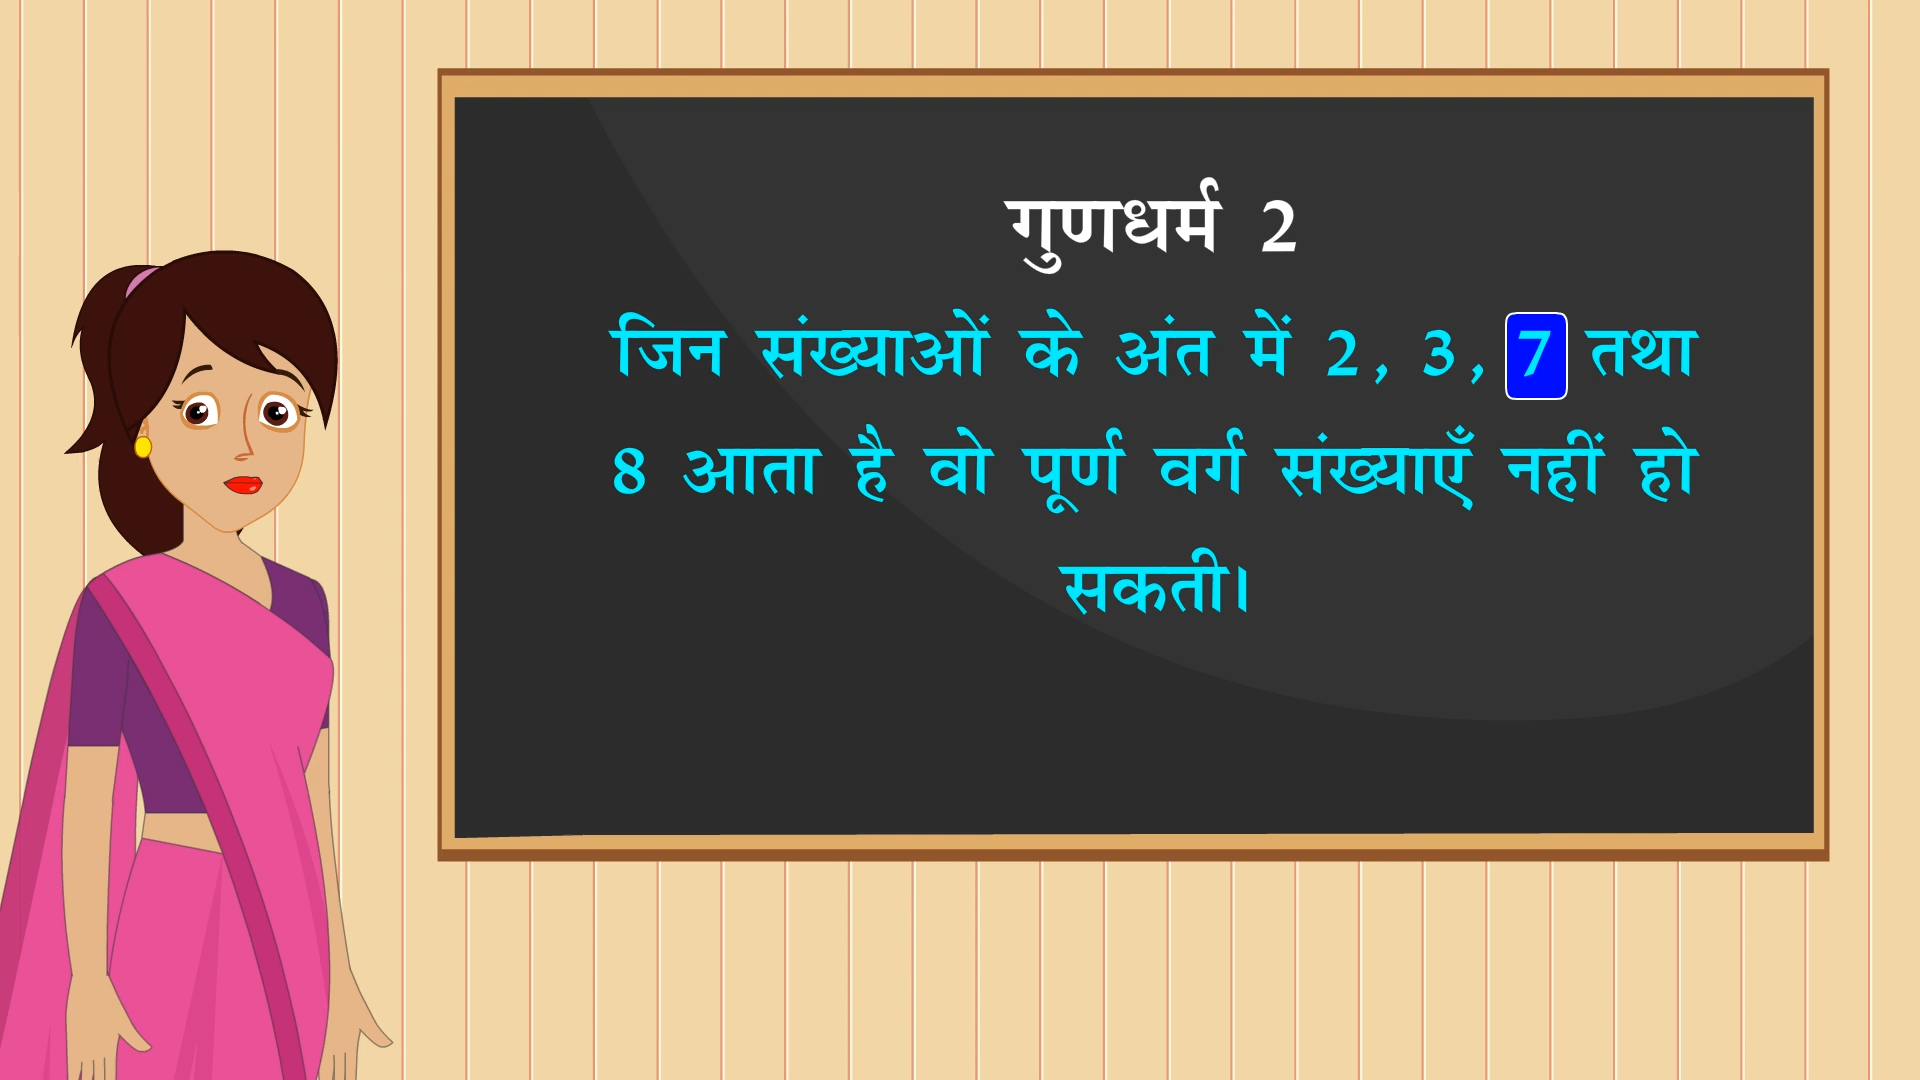 गुणधर्म 2
जिन संख्याओं के अंत में 2, 3, 7 तथा
8 आता है वो पूर्ण वर्ग संख्याएँ नहीं हो
सकती।